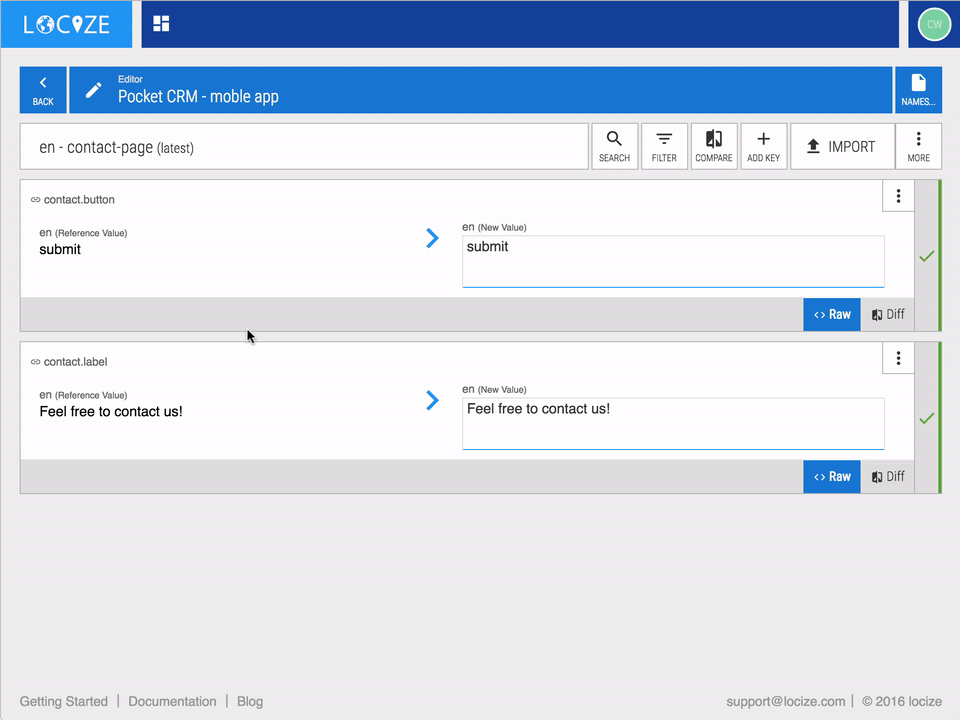 LOCIZE
CW
BACK
Editor
Pocket CRM - moble app
NAMES...
en - contact-page (latest)
SEARCH
FILTER
COMPARE
ADD KEY
IMPORT
MORE
contact.button
en (Reference Value)
submit
en (New Value)
submit
<> Raw
Diff
contact.label
en (Reference Value)
Feel free to contact us!
en (New Value)
Feel free to contact us!
<> Raw
Diff
Getting Started | Documentation | Blog
support@locize.com | © 2016 locize